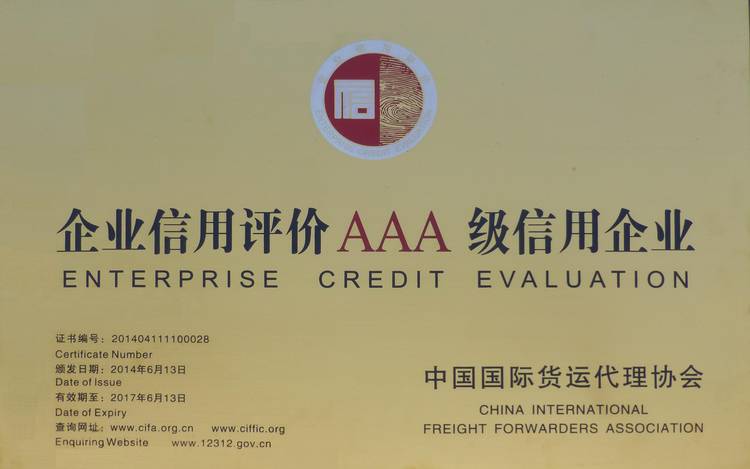 信
ENTERPRISE CREDIT EVALUATION
企业信用评价AAA级信用企业
ENTERPRISE CREDIT EVALUATION
证书编号：201404111100028
Certificate Number
颁发日期：2014年6月13日
Date of Issue
有效期至：2017年6月13日
Date of Expiry
查询网址：www.cifa.org.cn www.ciffic.org
Enquiring Website www.12312.gov.cn
中国国际货运代理协会
CHINA INTERNATIONAL
FREIGHT FORWARDERS ASSOCIATION